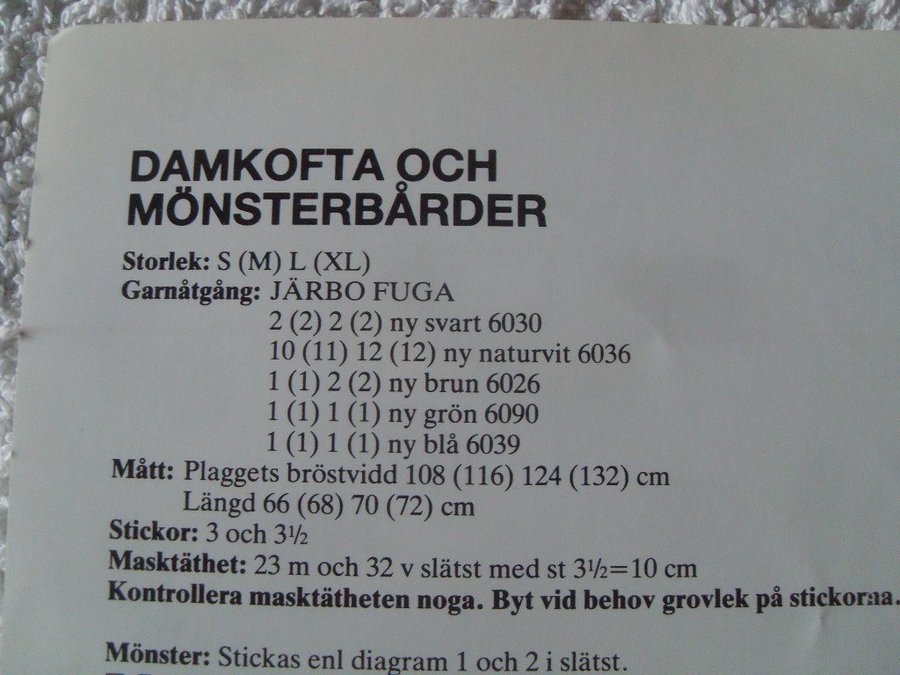 DAMKOFTA OCH
MÖNSTERBÅRDER
Storlek: S (M) L (XL)
Garnåtgång: JÄRBO FUGA
2 (2) 2 (2) ny svart 6030
10 (11) 12 (12) ny naturvit 6036
1 (1) 2 (2) ny brun 6026
1 (1) 1 (1) ny grön 6090
1 (1) 1 (1) ny blå 6039
Mått: Plaggets bröstvidd 108 (116) 124 (132) cm
Längd 66 (68) 70 (72) cm
Stickor: 3 och 3½
Masktäthet: 23 m och 32 v slätst med st 3½=10 cm
Kontrollera masktätheten noga. Byt vid behov grovlek på stickorna.
Mönster: Stickas enl diagram 1 och 2 i slätst.